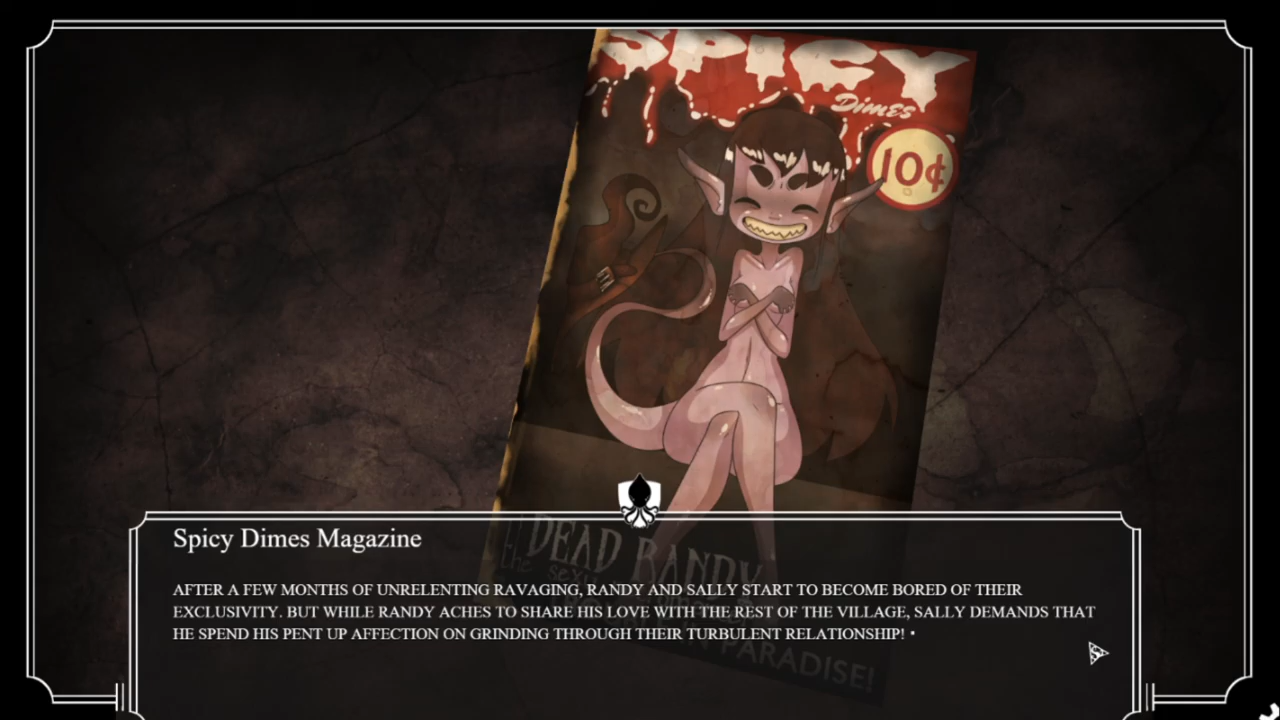 SPICY
Dimes
10¢
DEAD RANDY
the sexy
PARADISE!
Spicy Dimes Magazine
AFTER A FEW MONTHS OF UNRELENTING RAVAGING, RANDY AND SALLY START TO BECOME BORED OF THEIR
EXCLUSIVITY. BUT WHILE RANDY ACHES TO SHARE HIS LOVE WITH THE REST OF THE VILLAGE, SALLY DEMANDS THAT
HE SPEND HIS PENT UP AFFECTION ON GRINDING THROUGH THEIR TURBULENT RELATIONSHIP!